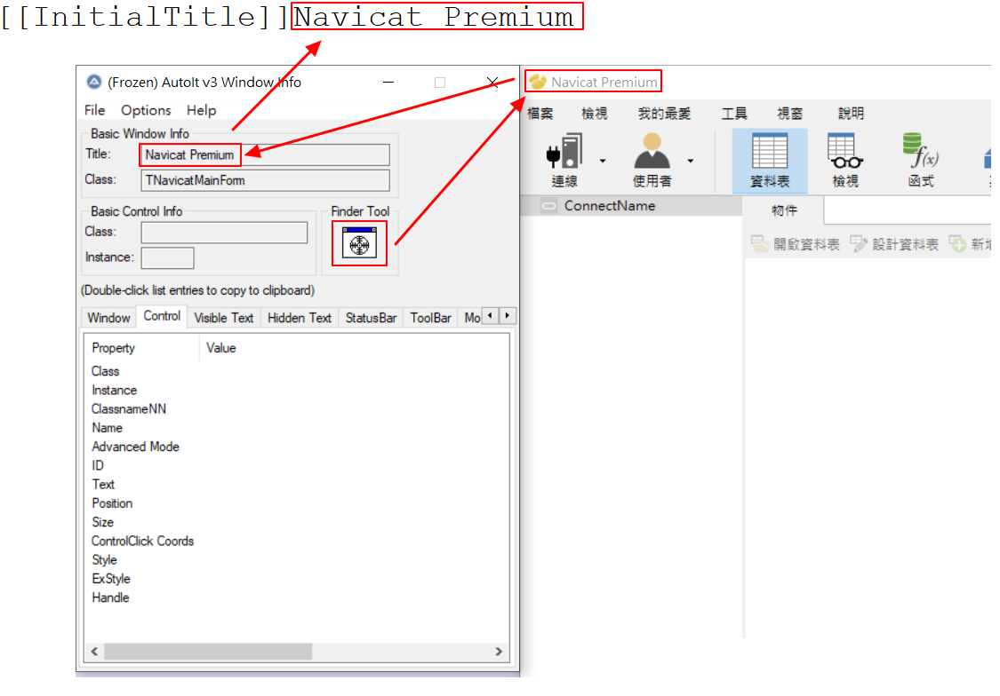 [[InitialTitle]]Navicat Premium
(Frozen) AutoIt v3 Window Info
File Options Help
Basic Window Info
Title: Navicat Premium
Class: TNavicatMainForm
Basic Control Info
Class:
Instance:
Finder Tool
(Double-click list entries to copy to clipboard)
Window Control Visible Text Hidden Text StatusBar ToolBar Mo
Property Value
Class
Instance
ClassnameNN
Name
Advanced Mode
ID
Text
Position
Size
ControlClick Coords
Style
ExStyle
Handle
Navicat Premium
檔案 檢視 我的最愛 工具 視窗 說明
連線 使用者 資料表 檢視 函式
f(x)
ConnectName
物件
開啟資料表 設計資料表